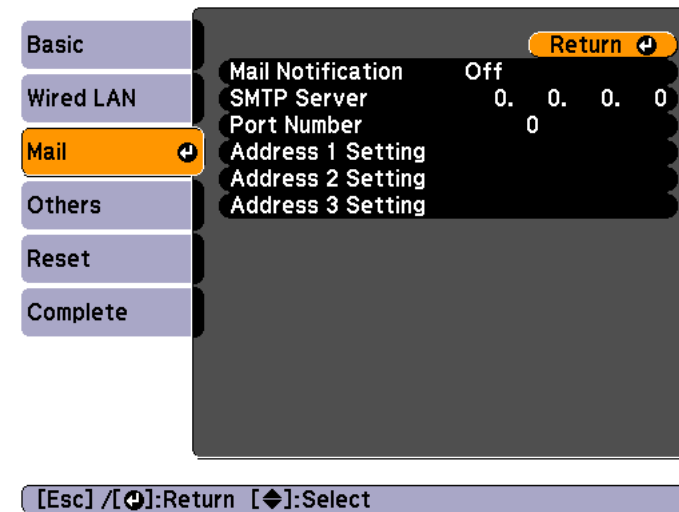 Basic
Wired LAN
Mail
Others
Reset
Complete
Return
Mail Notification Off
SMTP Server 0. 0. 0. 0
Port Number 0
Address 1 Setting
Address 2 Setting
Address 3 Setting
[Esc] /[⏎]:Return [◆]:Select